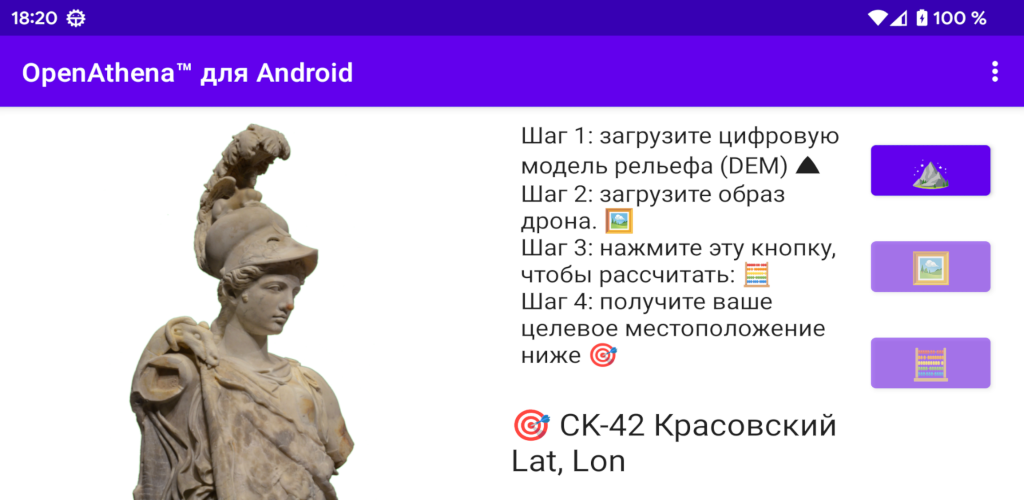 18:20
100 %
OpenAthena™ для Android
Шаг 1: загрузите цифровую
модель рельефа (DEM)
Шаг 2: загрузите образ
дрона. 🖼️
Шаг 3: нажмите эту кнопку,
чтобы рассчитать: 🧮
Шаг 4: получите ваше
целевое местоположение
ниже 🎯
🎯 СК-42 Красовский
Lat, Lon